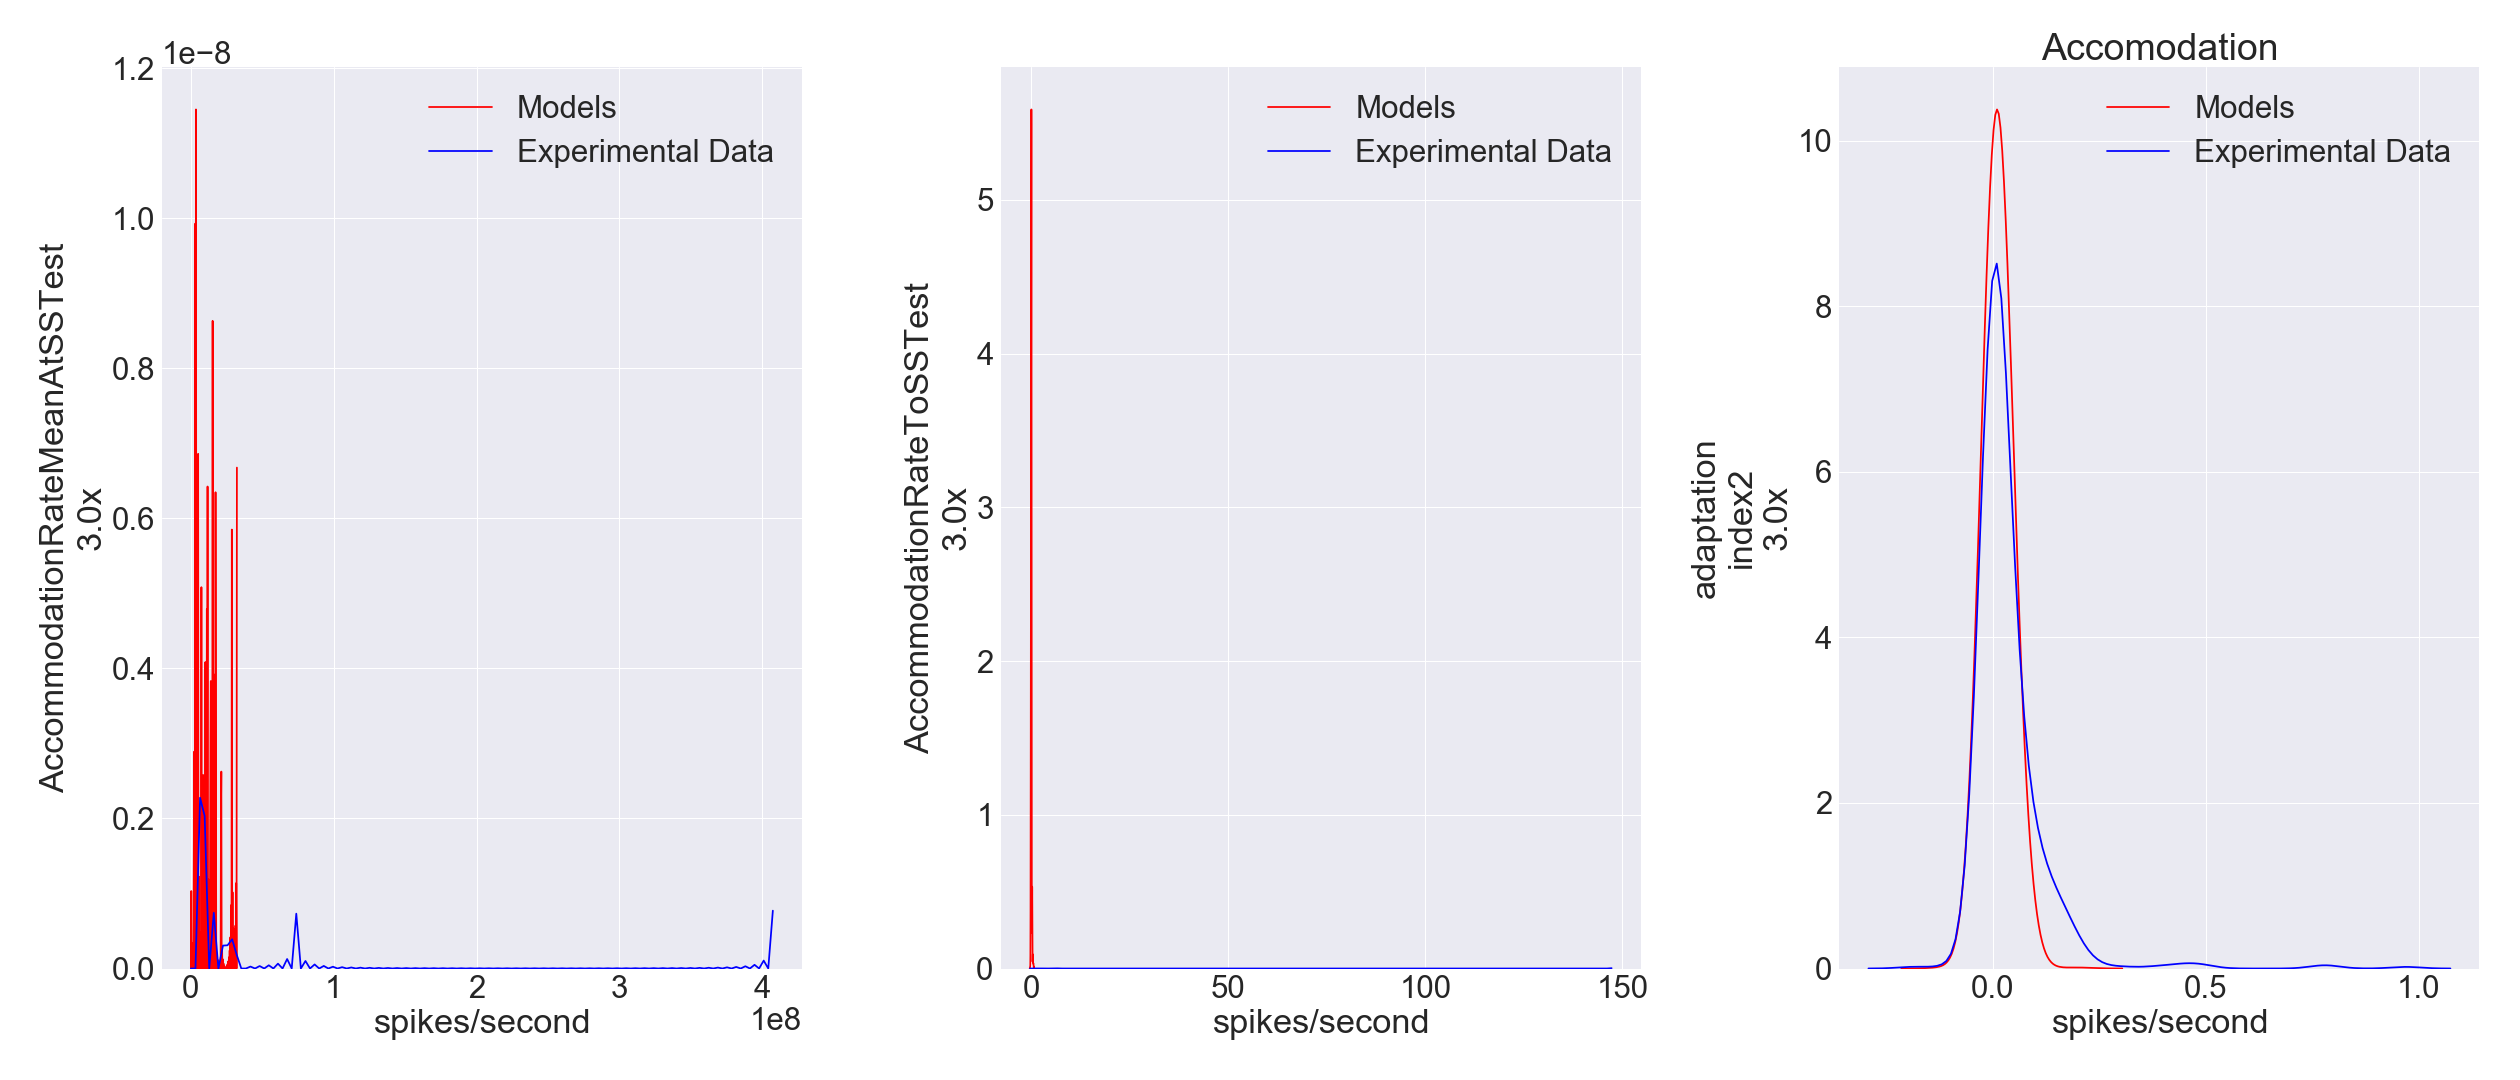 1e−8
1.2
1.0
0.8
0.6
0.4
0.2
0.0
AccommodationRateMeanAtSSTest
3.0x
Models
Experimental Data
0
1
2
3
4
1e8
spikes/second
5
4
3
2
1
0
AccommodationRateToSSTest
3.0x
Models
Experimental Data
0
50
100
150
spikes/second
Accomodation
10
8
6
4
2
0
adaptation
index2
3.0x
Models
Experimental Data
0.0
0.5
1.0
spikes/second